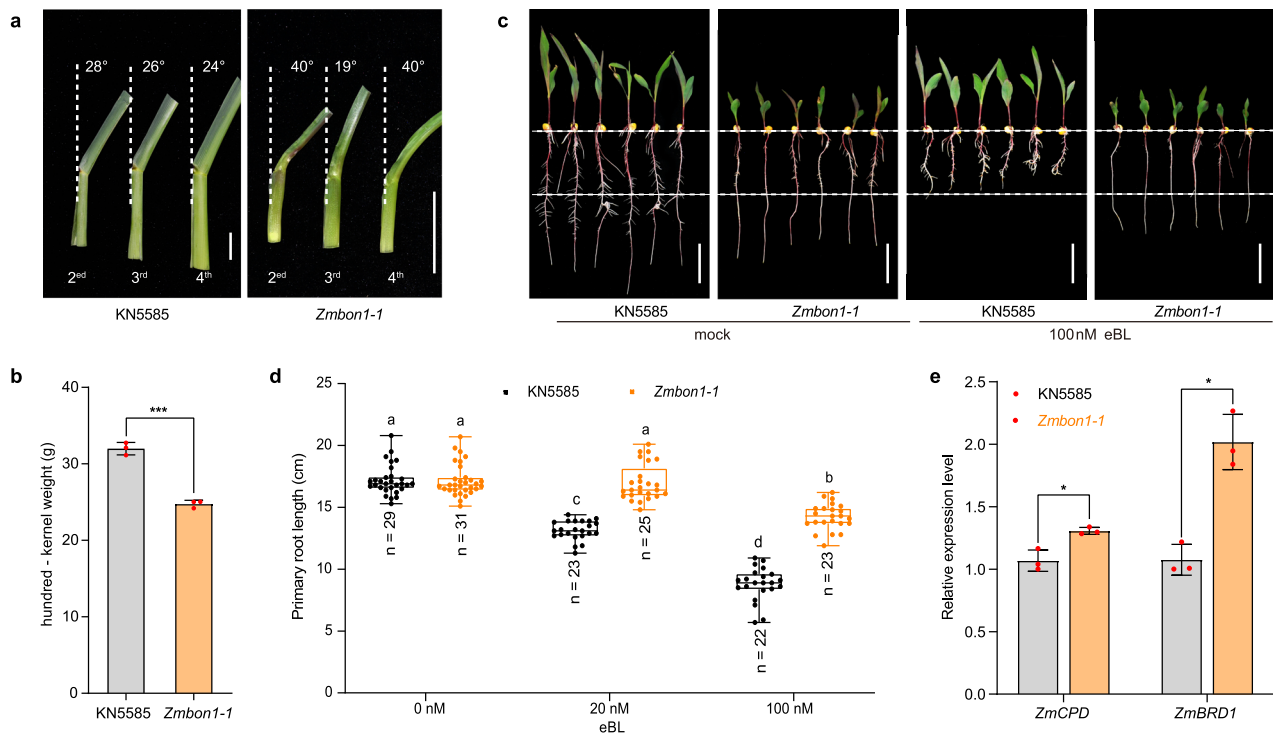 a
28° 26° 24° 40° 19° 40°
2ed 3rd 4th 2ed 3rd 4th
KN5585 Zmbon1-1
c
KN5585 Zmbon1-1 KN5585 Zmbon1-1
mock 100nM eBL
b
hundred - kernel weight (g)
40
30
20
10
0
***
KN5585 Zmbon1-1
d
KN5585 Zmbon1-1
Primary root length (cm)
25
20
15
10
5
0
a a c a d b
n = 29 n = 31 n = 23 n = 25 n = 22 n = 23
0 nM 20 nM 100 nM
eBL
e
KN5585
Zmbon1-1
Relative expression level
2.5
2.0
1.5
1.0
0.5
0.0
* *
ZmCPD ZmBRD1